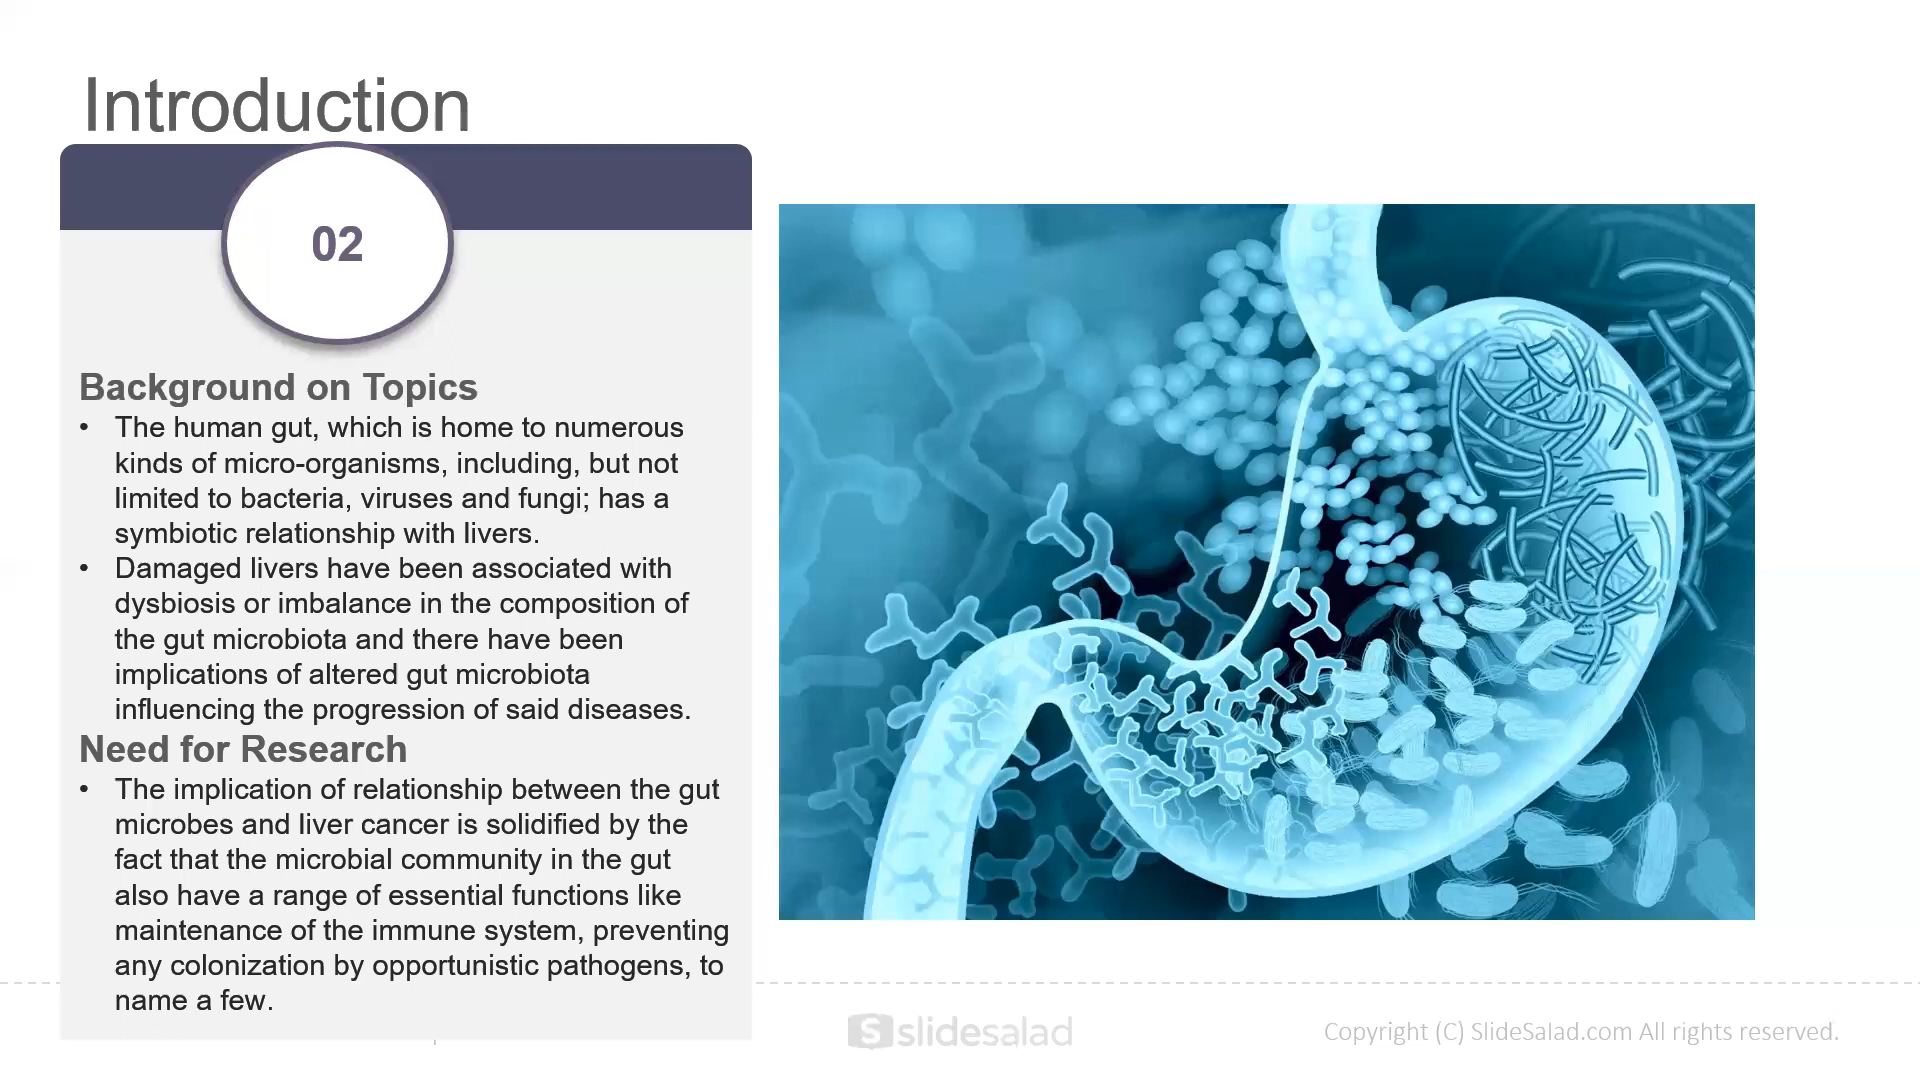 Introduction
02
Background on Topics
• The human gut, which is home to numerous
kinds of micro-organisms, including, but not
limited to bacteria, viruses and fungi; has a
symbiotic relationship with livers.
• Damaged livers have been associated with
dysbiosis or imbalance in the composition of
the gut microbiota and there have been
implications of altered gut microbiota
influencing the progression of said diseases.
Need for Research
• The implication of relationship between the gut
microbes and liver cancer is solidified by the
fact that the microbial community in the gut
also have a range of essential functions like
maintenance of the immune system, preventing
any colonization by opportunistic pathogens, to
name a few.
S slidesalad
Copyright (C) SlideSalad.com All rights reserved.